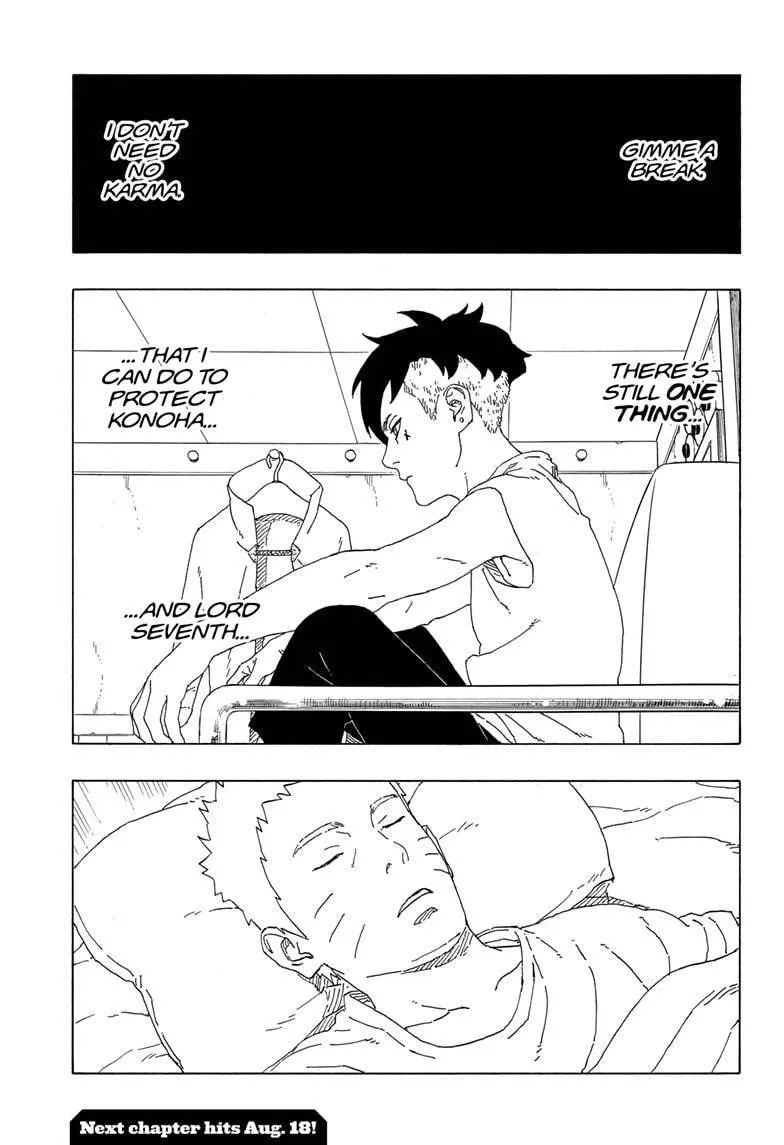 GIMME A
BREAK.
I DON'T
NEED
NO
KARMA.
THERE'S
STILL ONE
THING...
...THAT I
CAN DO TO
PROTECT
KONOHA...
...AND LORD
SEVENTH...
Next chapter hits Aug. 18!